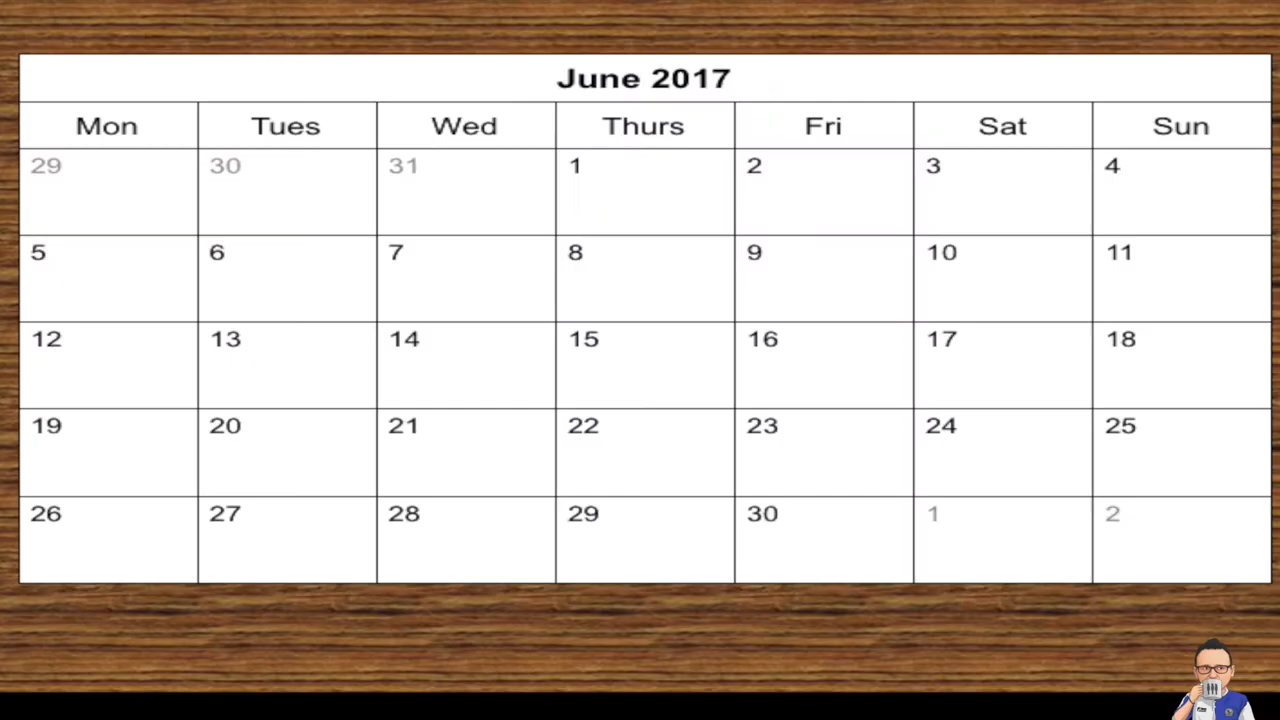 June 2017
Mon Tues Wed Thurs Fri Sat Sun
29 30 31 1 2 3 4
5 6 7 8 9 10 11
12 13 14 15 16 17 18
19 20 21 22 23 24 25
26 27 28 29 30 1 2